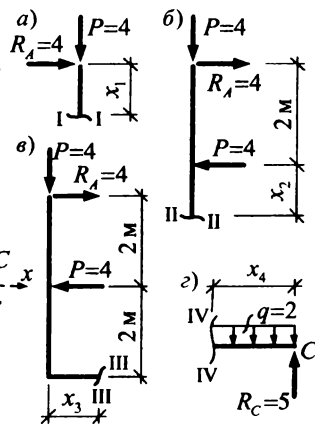 а)
P=4
R_A=4
x_1
I I
б)
P=4
R_A=4
2 м
P=4
x_2
II II
в)
P=4
R_A=4
2 м
C
x
P=4
2 м
III
III
x_3
г)
x_4
IV
q=2
IV
C
R_C=5